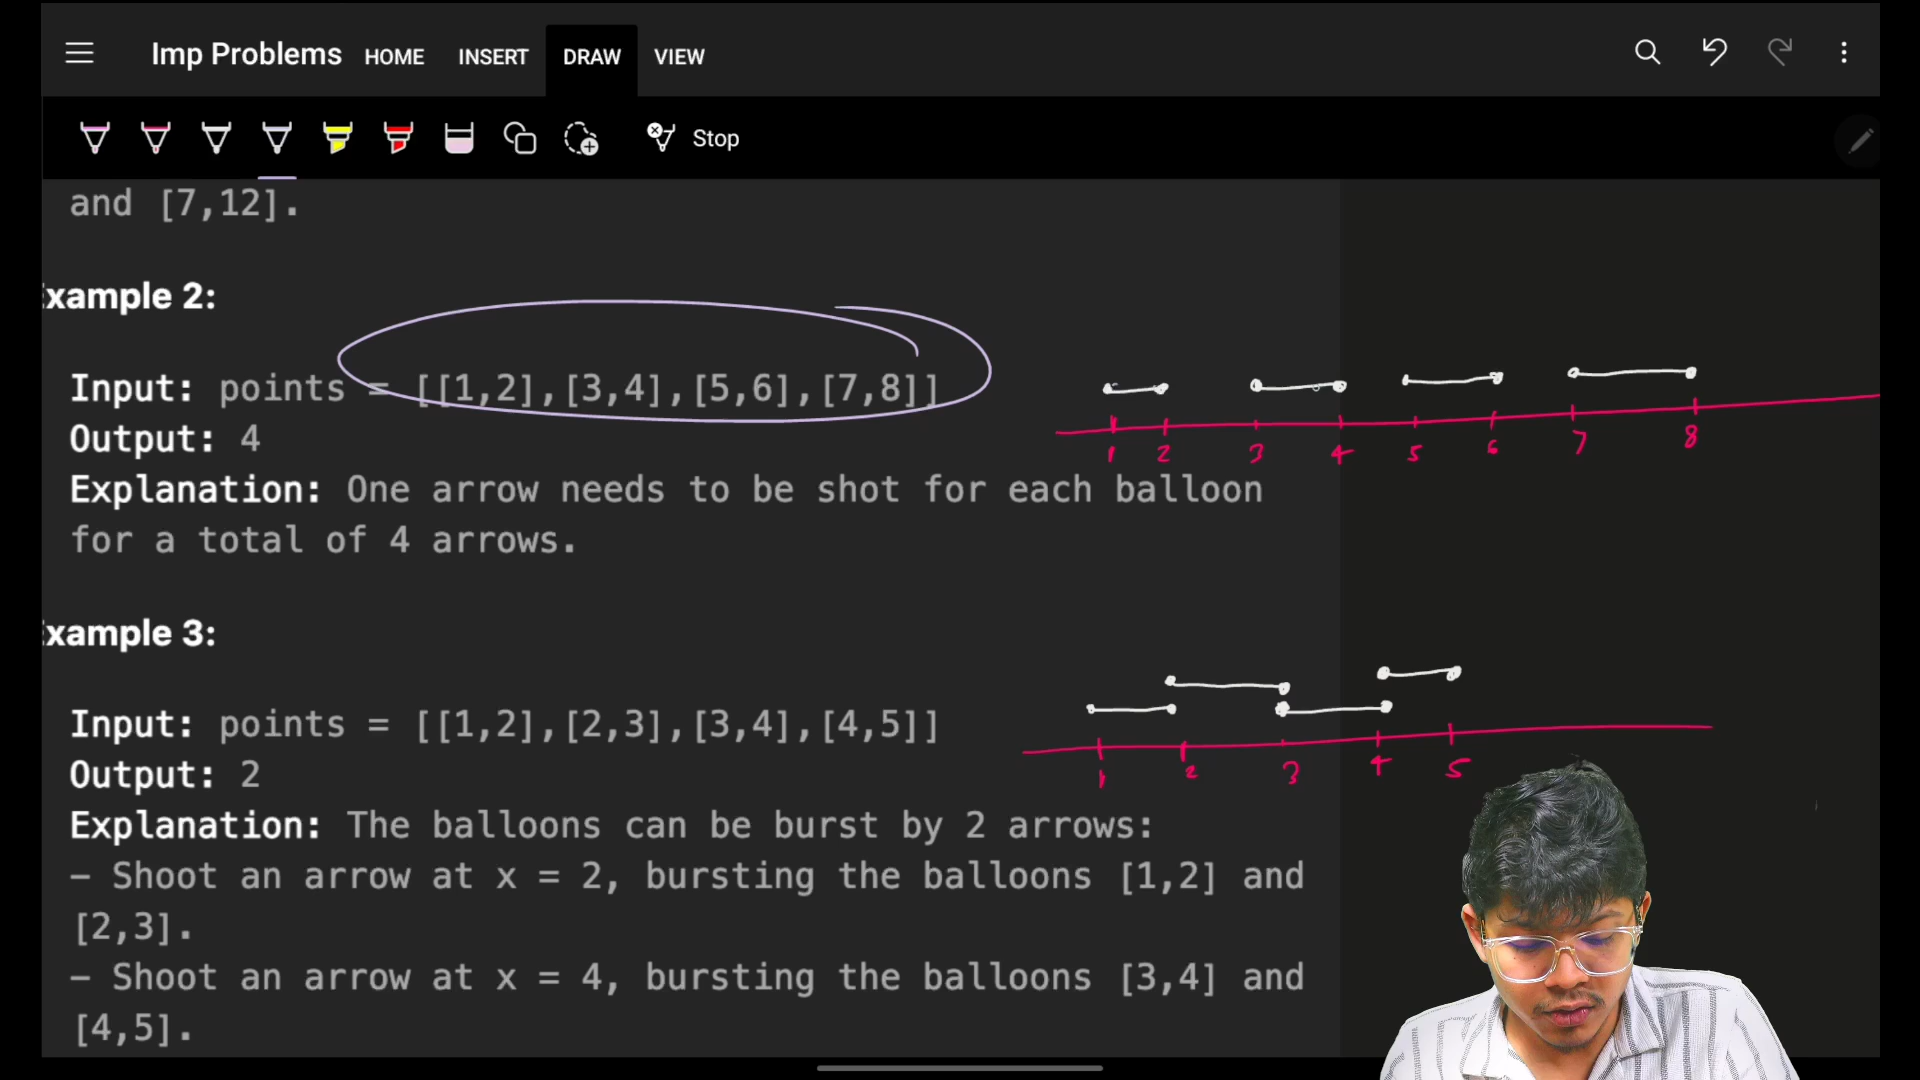 Imp Problems HOME INSERT DRAW VIEW
Stop
and [7,12].
xample 2:
Input: points = [[1,2],[3,4],[5,6],[7,8]]
Output: 4
Explanation: One arrow needs to be shot for each balloon
for a total of 4 arrows.
1 2 3 4 5 6 7 8
xample 3:
Input: points = [[1,2],[2,3],[3,4],[4,5]]
Output: 2
Explanation: The balloons can be burst by 2 arrows:
- Shoot an arrow at x = 2, bursting the balloons [1,2] and
[2,3].
- Shoot an arrow at x = 4, bursting the balloons [3,4] and
[4,5].
1 2 3 4 5